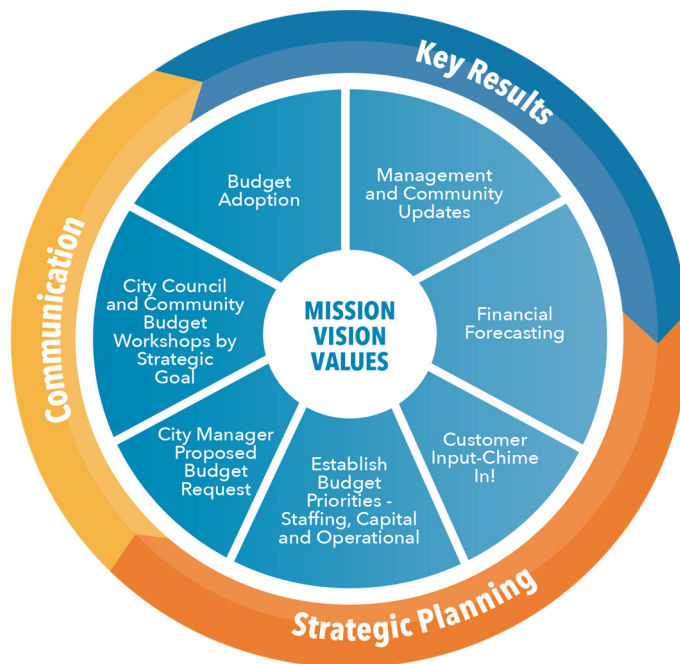 Key Results
Management
and Community
Updates
Financial
Forecasting
Customer
Input-Chime
In!
Establish
Budget
Priorities -
Staffing, Capital
and Operational
City Manager
Proposed
Budget
Request
City Council
and Community
Budget
Workshops by
Strategic
Goal
Budget
Adoption
MISSION
VISION
VALUES
Strategic Planning
Communication